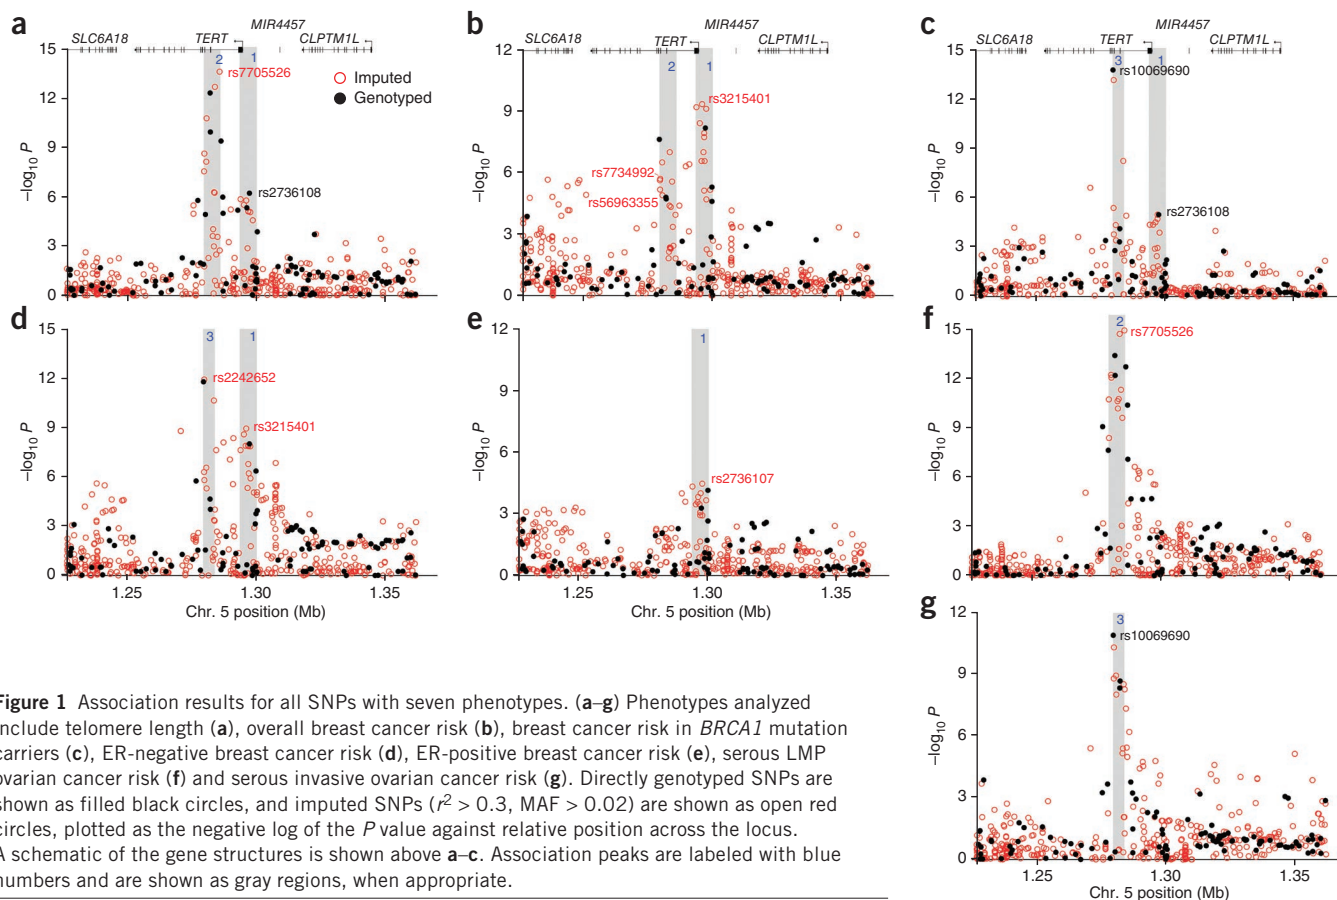 a
SLC6A18
TERT
MIR4457
CLPTM1L
15
12
9
6
3
0
–log10 P
2
1
rs7705526
Imputed
Genotyped
rs2736108
1.30
b
SLC6A18
TERT
MIR4457
CLPTM1L
12
9
6
3
0
–log10 P
2
1
rs3215401
rs7734992
rs56963355
c
SLC6A18
TERT
MIR4457
CLPTM1L
15
12
9
6
3
0
–log10 P
3
1
rs10069690
rs2736108
d
15
12
9
6
3
0
–log10 P
3
1
rs2242652
rs3215401
1.25
1.30
1.35
Chr. 5 position (Mb)
e
12
9
6
3
0
–log10 P
1
rs2736107
1.25
1.30
1.35
Chr. 5 position (Mb)
f
15
12
9
6
3
0
–log10 P
2
rs7705526
1.30
g
12
9
6
3
0
–log10 P
3
rs10069690
1.25
1.30
1.35
Chr. 5 position (Mb)
Figure 1 Association results for all SNPs with seven phenotypes. (a–g) Phenotypes analyzed
include telomere length (a), overall breast cancer risk (b), breast cancer risk in BRCA1 mutation
carriers (c), ER-negative breast cancer risk (d), ER-positive breast cancer risk (e), serous LMP
ovarian cancer risk (f) and serous invasive ovarian cancer risk (g). Directly genotyped SNPs are
shown as filled black circles, and imputed SNPs (r2 > 0.3, MAF > 0.02) are shown as open red
circles, plotted as the negative log of the P value against relative position across the locus.
A schematic of the gene structures is shown above a–c. Association peaks are labeled with blue
numbers and are shown as gray regions, when appropriate.